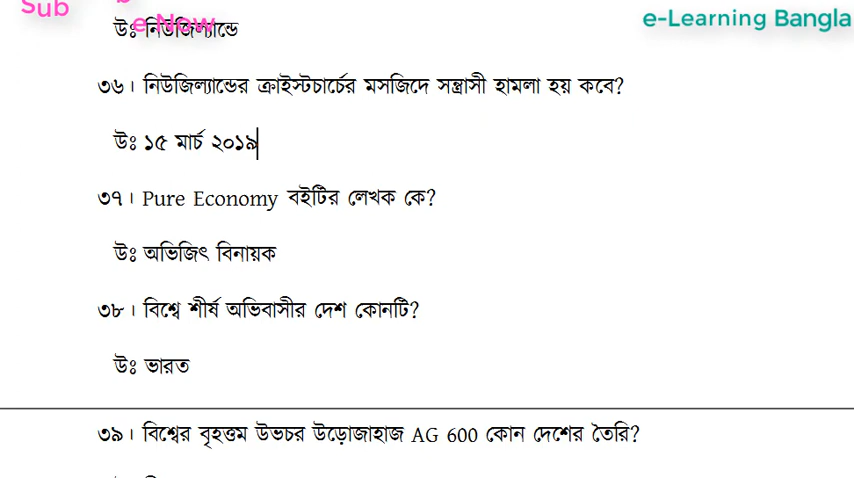 Sub
e Now
e-Learning Bangla
উঃ নিউজিল্যান্ডে
৩৬। নিউজিল্যান্ডের ক্রাইস্টচার্চের মসজিদে সন্ত্রাসী হামলা হয় কবে?
উঃ ১৫ মার্চ ২০১৯
৩৭। Pure Economy বইটির লেখক কে?
উঃ অভিজিৎ বিনায়ক
৩৮। বিশ্বে শীর্ষ অভিবাসীর দেশ কোনটি?
উঃ ভারত
৩৯। বিশ্বের বৃহত্তম উভচর উড়োজাহাজ AG 600 কোন দেশের তৈরি?